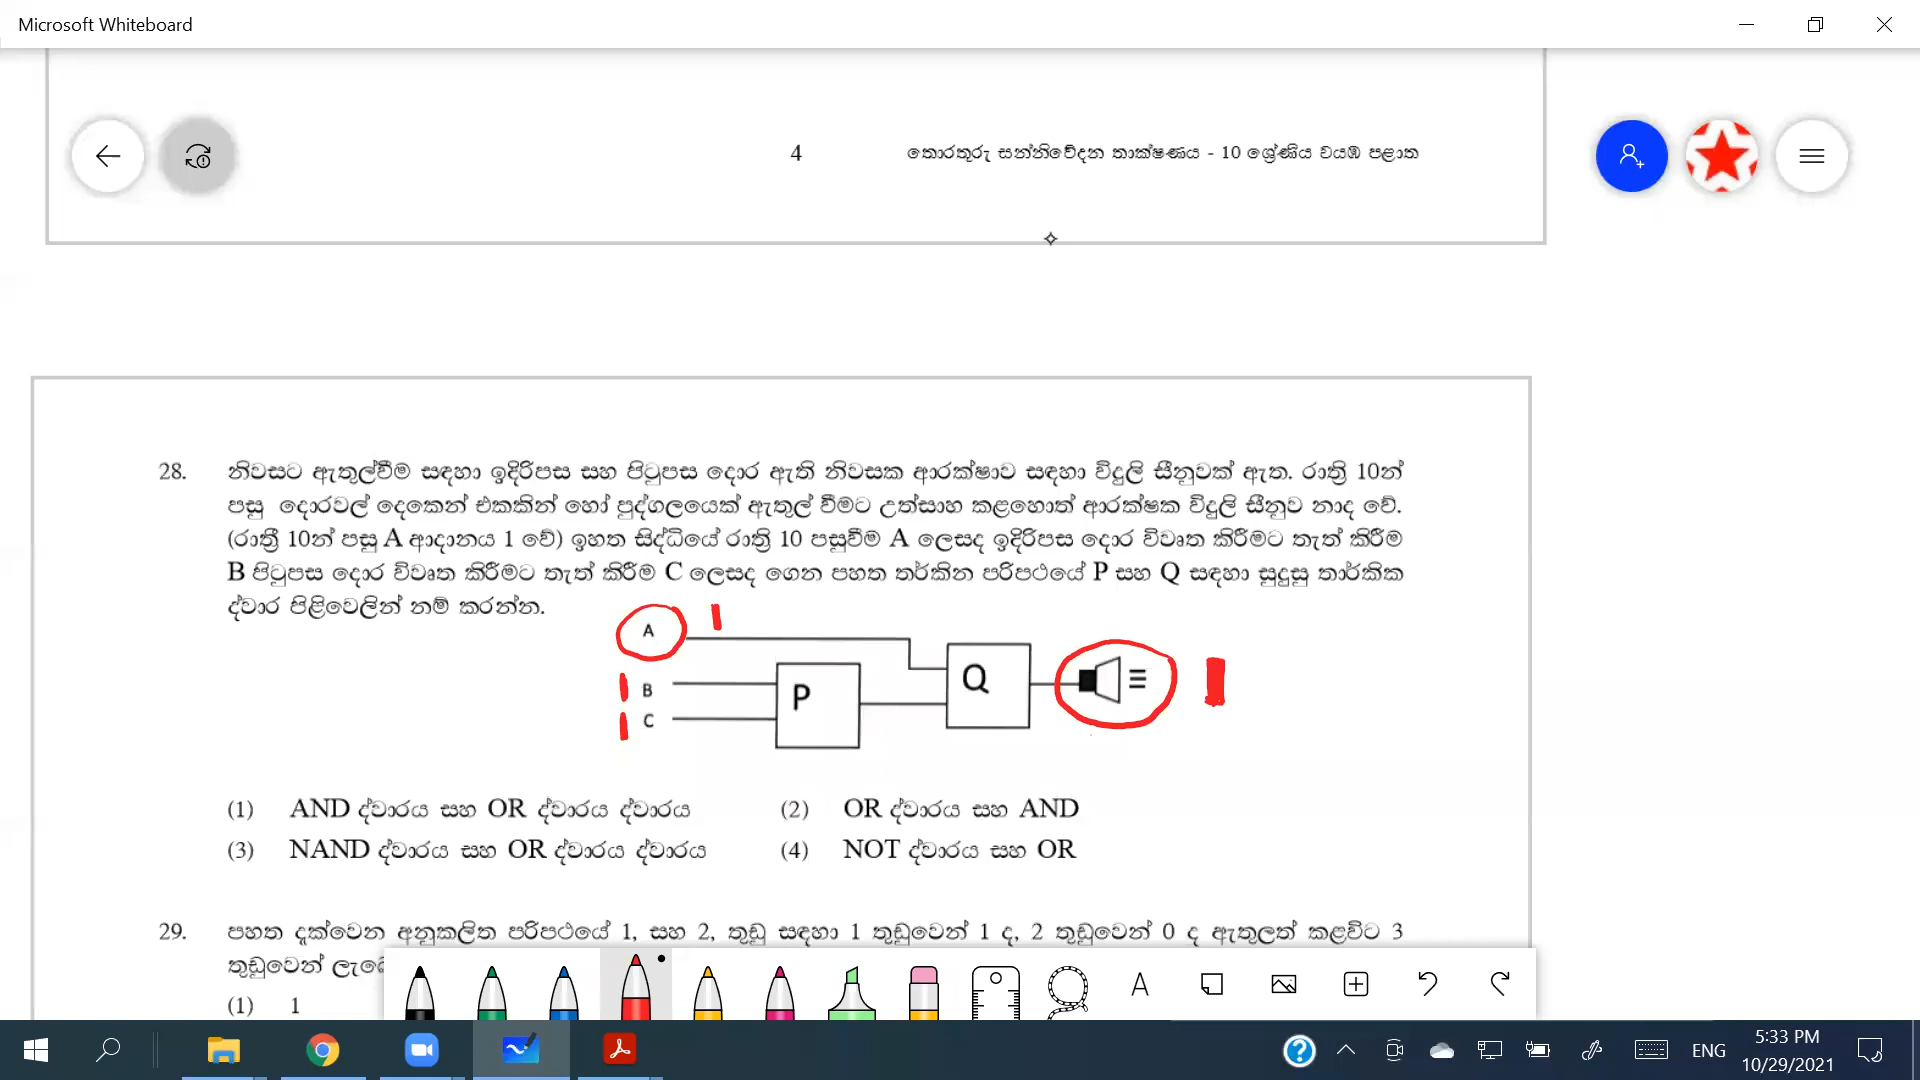 Microsoft Whiteboard
4 තොරතුරු සන්නිවේදන තාක්ෂණය - 10 ශ්‍රේණිය වයඹ පළාත
28. නිවසට ඇතුල්වීම සඳහා ඉදිරිපස සහ පිටුපස දොර ඇති නිවසක ආරක්ෂාව සඳහා විදුලි සීනුවක් ඇත. රාත්‍රි 10න්
පසු දොරවල් දෙකෙන් එකකින් හෝ පුද්ගලයෙක් ඇතුල් වීමට උත්සාහ කළහොත් ආරක්ෂක විදුලි සීනුව නාද වේ.
(රාත්‍රී 10න් පසු A ආදානය 1 වේ) ඉහත සිද්ධියේ රාත්‍රි 10 පසුවීම A ලෙසද ඉදිරිපස දොර විවෘත කිරීමට තැත් කිරීම
B පිටුපස දොර විවෘත කිරීමට තැත් කිරීම C ලෙසද ගෙන පහත තර්කික පරිපථයේ P සහ Q සඳහා සුදුසු තාර්කික
ද්වාර පිළිවෙලින් නම් කරන්න.
A 1
1 B P Q 1
1 C
(1) AND ද්වාරය සහ OR ද්වාරය ද්වාරය (2) OR ද්වාරය සහ AND
(3) NAND ද්වාරය සහ OR ද්වාරය ද්වාරය (4) NOT ද්වාරය සහ OR
29. පහත දැක්වෙන අනුකලිත පරිපථයේ 1, සහ 2, තුඩු සඳහා 1 තුඩුවෙන් 1 ද, 2 තුඩුවෙන් 0 ද ඇතුලත් කළවිට 3
තුඩුවෙන්
(1) 1
ENG
5:33 PM
10/29/2021